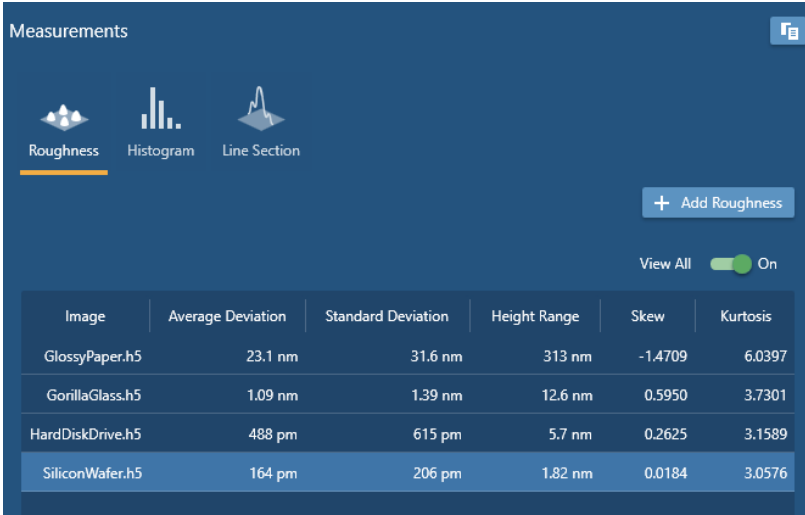 Measurements
Roughness Histogram Line Section
+ Add Roughness
View All On
Image Average Deviation Standard Deviation Height Range Skew Kurtosis
GlossyPaper.h5 23.1 nm 31.6 nm 313 nm -1.4709 6.0397
GorillaGlass.h5 1.09 nm 1.39 nm 12.6 nm 0.5950 3.7301
HardDiskDrive.h5 488 pm 615 pm 5.7 nm 0.2625 3.1589
SiliconWafer.h5 164 pm 206 pm 1.82 nm 0.0184 3.0576